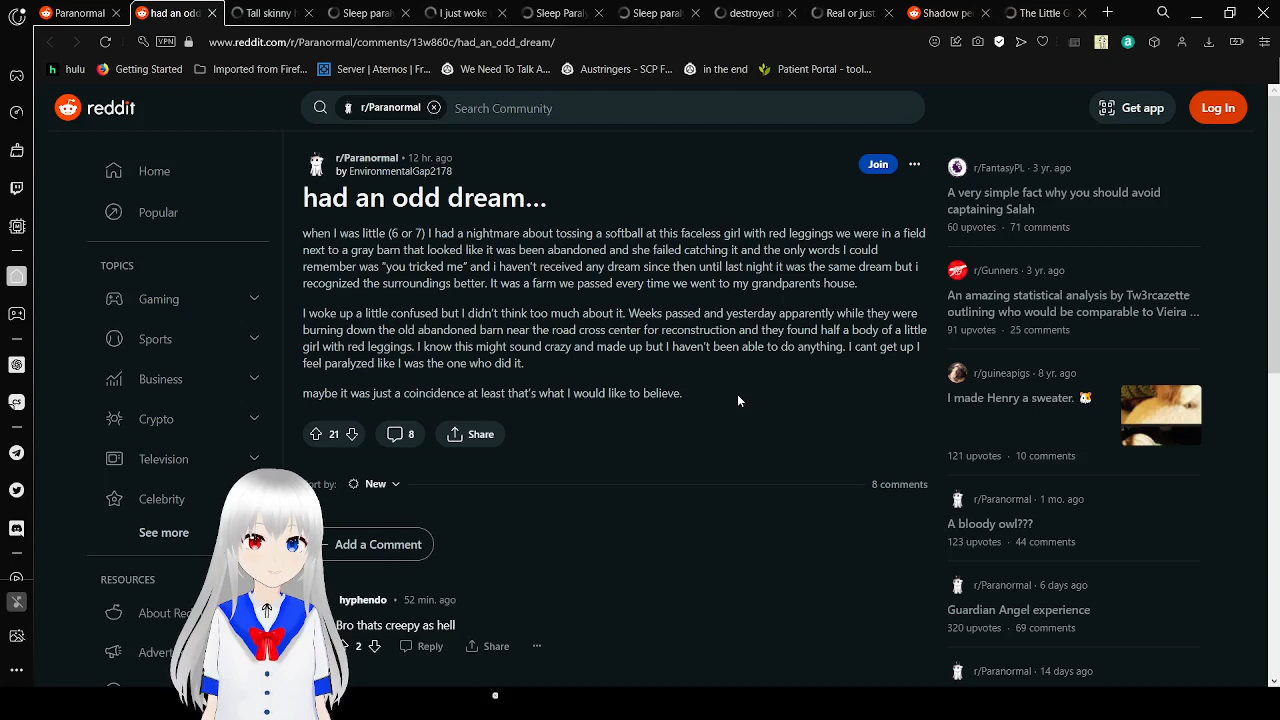 Paranormal
had an odd
Tall skinny
Sleep paraly
I just woke
Sleep Paraly
Sleep paraly
destroyed n
Real or just
Shadow pe
The Little G
VPN
www.reddit.com/r/Paranormal/comments/13w860c/had_an_odd_dream/
hulu
Getting Started
Imported from Firef...
Server | Aternos | Fr...
We Need To Talk A...
Austringers - SCP F...
in the end
Patient Portal - tool...
reddit
r/Paranormal
Search Community
Get app
Log In
Home
Popular
TOPICS
Gaming
Sports
Business
Crypto
Television
Celebrity
See more
RESOURCES
About Red
Advert
r/Paranormal • 12 hr. ago
by EnvironmentalGap2178
Join
had an odd dream...
when I was little (6 or 7) I had a nightmare about tossing a softball at this faceless girl with red leggings we were in a field
next to a gray barn that looked like it was been abandoned and she failed catching it and the only words I could
remember was “you tricked me” and i haven’t received any dream since then until last night it was the same dream but i
recognized the surroundings better. It was a farm we passed every time we went to my grandparents house.
I woke up a little confused but I didn’t think too much about it. Weeks passed and yesterday apparently while they were
burning down the old abandoned barn near the road cross center for reconstruction and they found half a body of a little
girl with red leggings. I know this might sound crazy and made up but I haven’t been able to do anything. I cant get up I
feel paralyzed like I was the one who did it.
maybe it was just a coincidence at least that’s what I would like to believe.
21
8
Share
ort by: New
8 comments
Add a Comment
hyphendo • 52 min. ago
Bro thats creepy as hell
2 Reply Share
r/FantasyPL · 3 yr. ago
A very simple fact why you should avoid
captaining Salah
60 upvotes · 71 comments
r/Gunners · 3 yr. ago
An amazing statistical analysis by Tw3rcazette
outlining who would be comparable to Vieira ...
91 upvotes · 25 comments
r/guineapigs · 8 yr. ago
I made Henry a sweater. 🐹
121 upvotes · 10 comments
r/Paranormal · 1 mo. ago
A bloody owl???
123 upvotes · 44 comments
r/Paranormal · 6 days ago
Guardian Angel experience
320 upvotes · 69 comments
r/Paranormal · 14 days ago